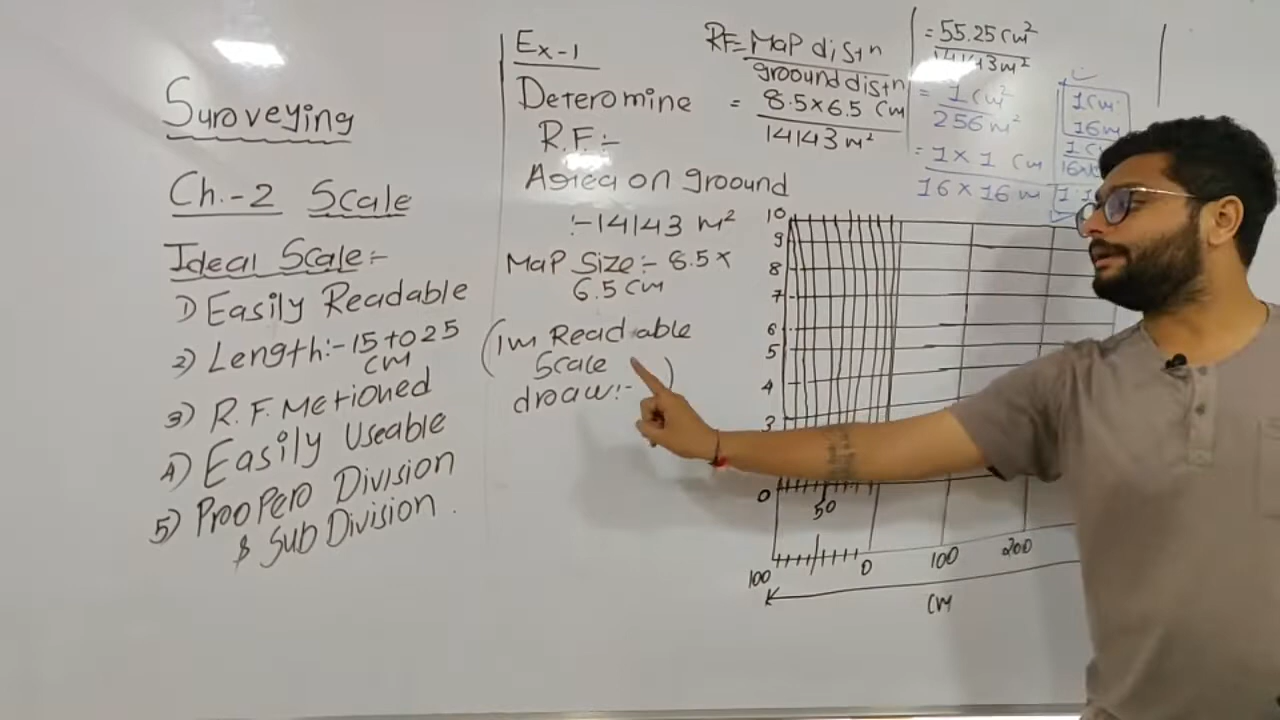 Suroveying
Ch.-2 Scale
Ideal Scale:-
1) Easily Readable
2) Length:-15 to 25
cm
3) R.F. Metioned
4) Easily Useable
5) Proopero Division
& Sub Division.
Ex-1
Deteromine
R.F:-
Area on groound
:-14143 m²
Map Size:- 8.5×
6.5 cm
(1m Readable
Scale
draw:- )
RF= Map distn
groound distn
= 8.5×6.5 cm
14143 m²
= 55.25 cm²
14143 m²
= 1 cm²
256 m²
= 1 × 1 cm
16 × 16 m
1 cm
16m
10
9
8
7
6
5
4
3
0
50
100
0
100
200
cm